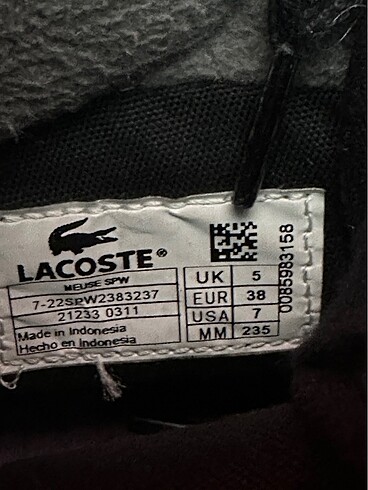 LACOSTE®
MEUSE SPW
7-22SPW2383237
21233 0311
Made in Indonesia
Hecho en Indonesia
UK 5
EUR 38
USA 7
MM 235
0085983158